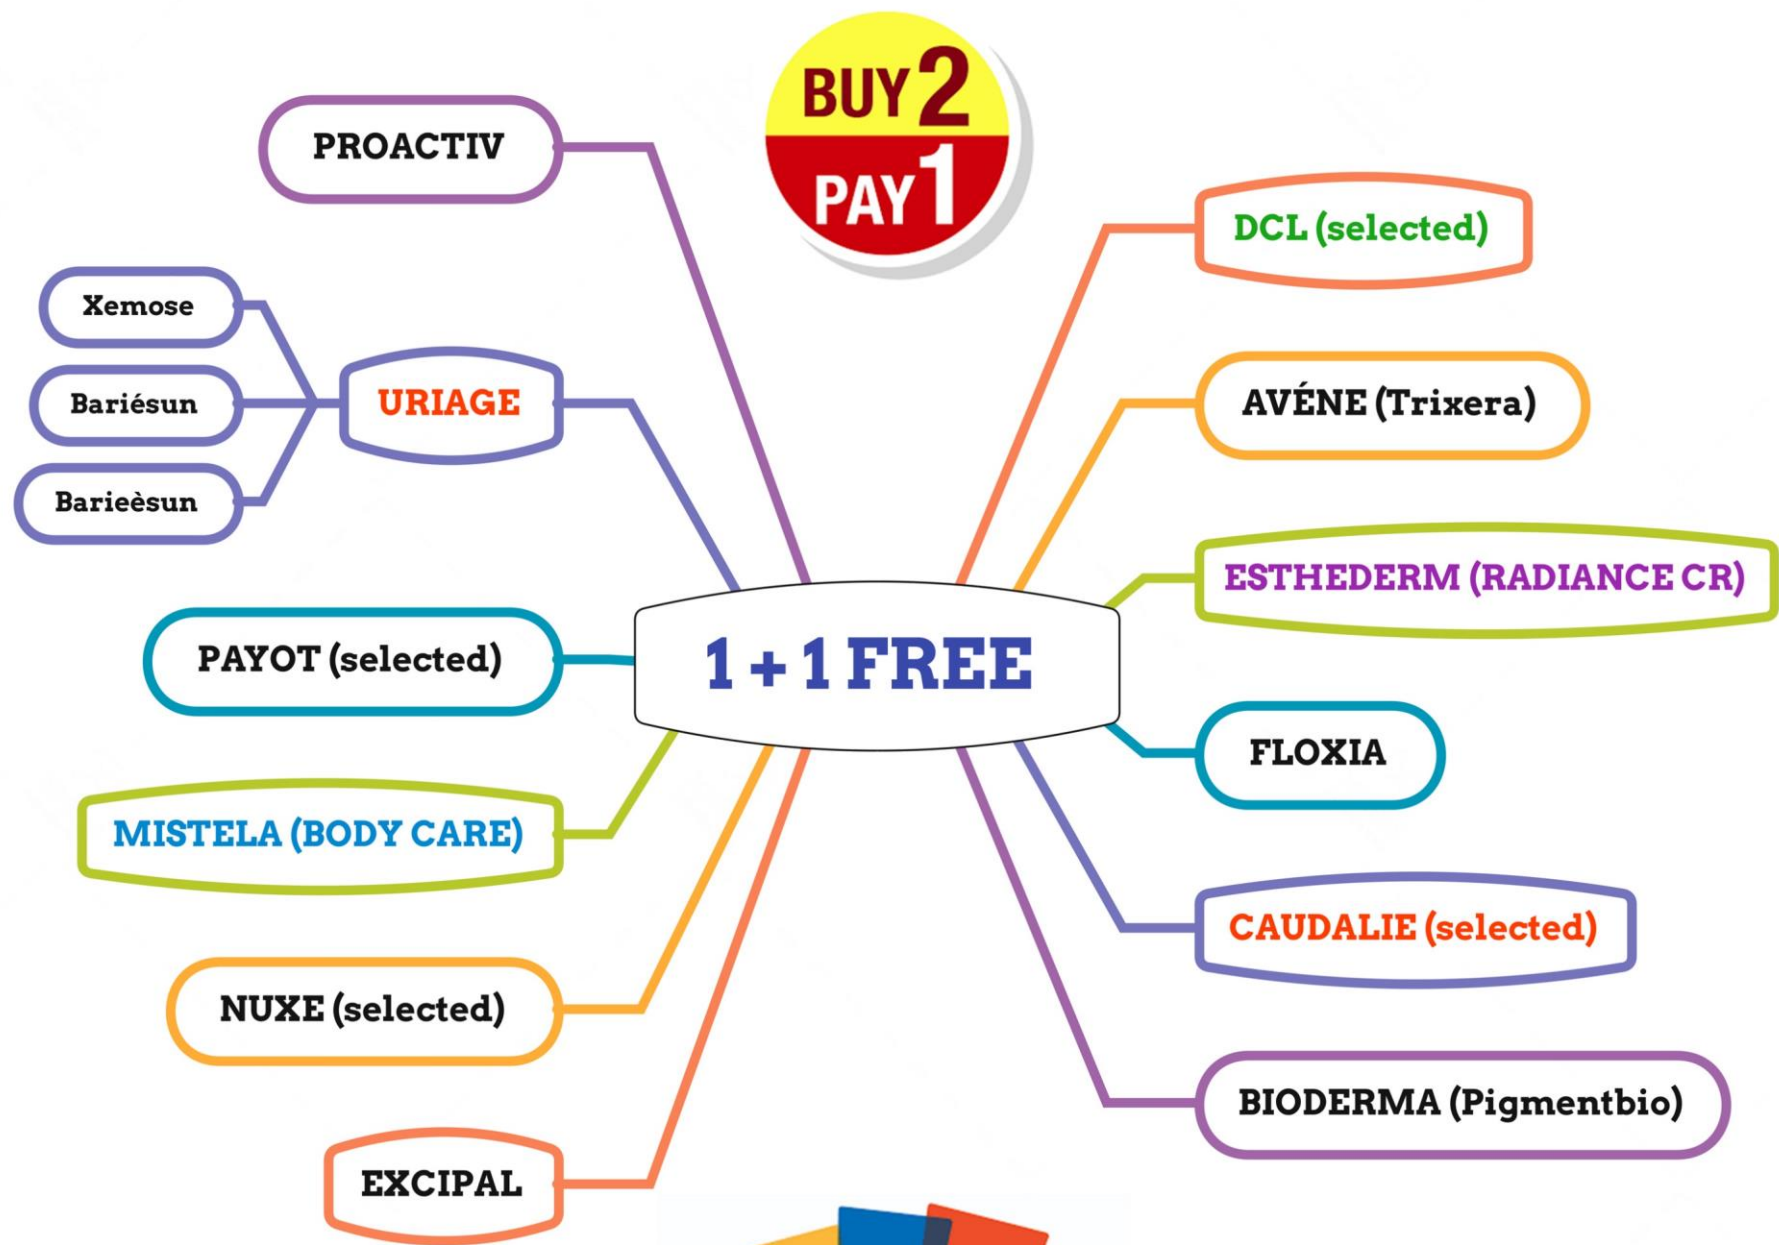 BUY 2
PAY 1
PROACTIV
Xemose
Bariésun
Barieèsun
URIAGE
PAYOT (selected)
MISTELA (BODY CARE)
NUXE (selected)
EXCIPAL
1 + 1 FREE
DCL (selected)
AVÉNE (Trixera)
ESTHEDERM (RADIANCE CR)
FLOXIA
CAUDALIE (selected)
BIODERMA (Pigmentbio)